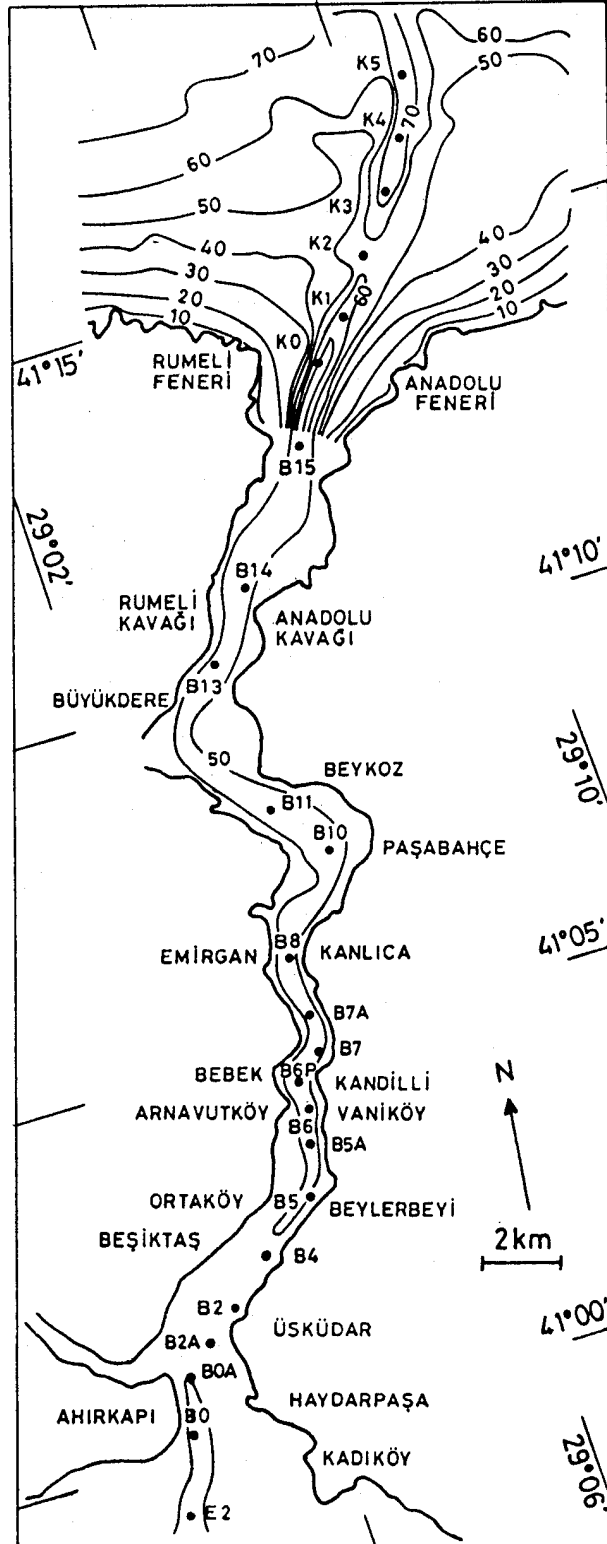 70
60
50
K5
K4
70
60
50
K3
K2
40
30
20
10
60
K1
K0
40
30
20
10
41°15'
RUMELİ
FENERİ
ANADOLU
FENERİ
B15
29°02'
41°10'
B14
RUMELİ
KAVAĞI
ANADOLU
KAVAĞI
B13
BÜYÜKDERE
50
BEYKOZ
29°10'
B11
B10
PAŞABAHÇE
B8
EMİRGAN
KANLICA
41°05'
B7A
B7
BEBEK
B6P
KANDİLLİ
N
ARNAVUTKÖY
VANİKÖY
B6
B5A
ORTAKÖY
B5
BEYLERBEYİ
BEŞİKTAŞ
B4
2km
B2
ÜSKÜDAR
41°00'
B2A
B0A
HAYDARPAŞA
AHIRKAPI
B0
KADIKÖY
29°06'
E2
60